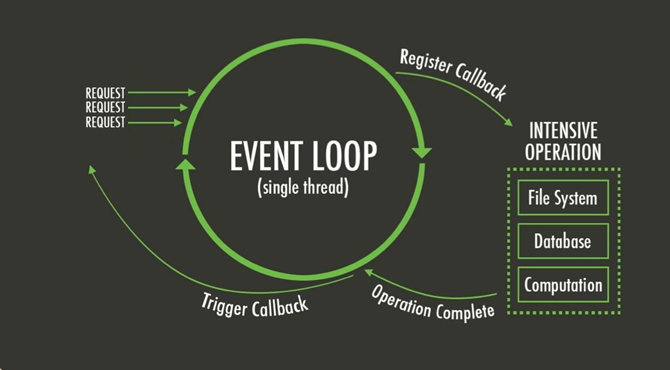 REQUEST
REQUEST
REQUEST
EVENT LOOP
(single thread)
Register Callback
INTENSIVE
OPERATION
File System
Database
Computation
Operation Complete
Trigger Callback